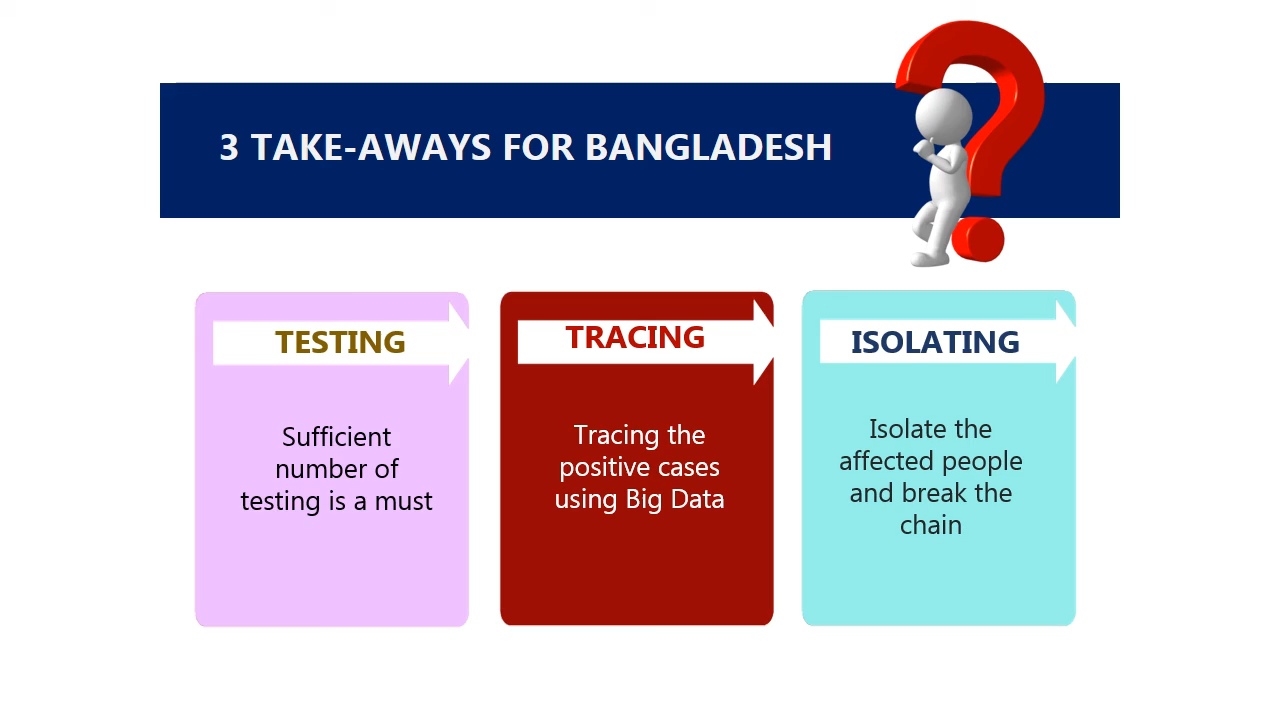 3 TAKE-AWAYS FOR BANGLADESH
TESTING
Sufficient
number of
testing is a must
TRACING
Tracing the
positive cases
using Big Data
ISOLATING
Isolate the
affected people
and break the
chain